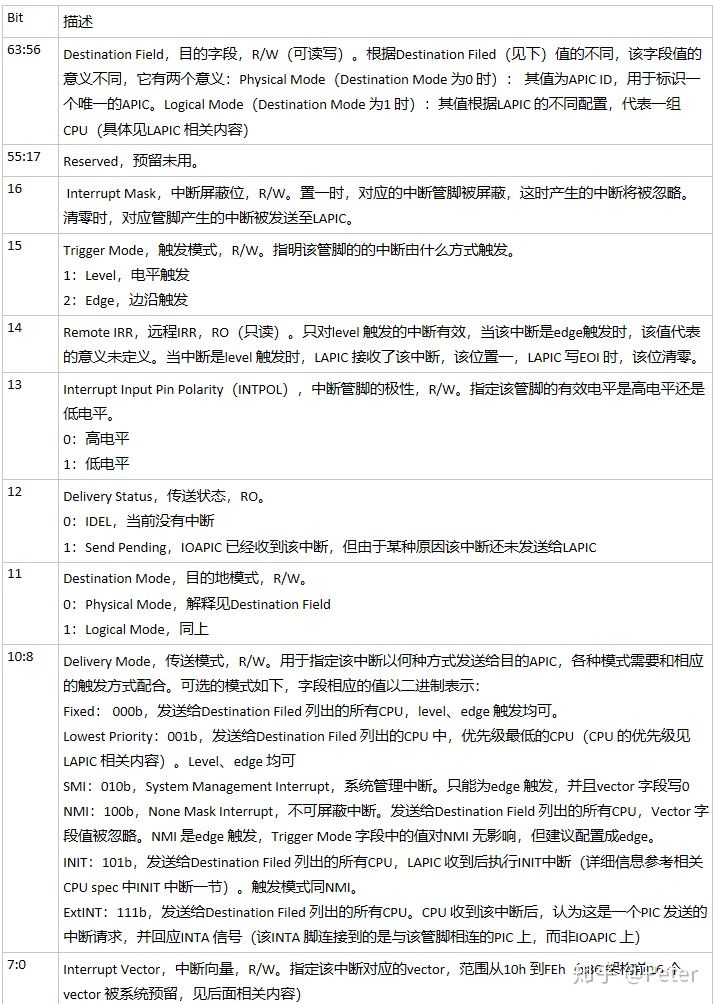 Bit 描述
63:56 Destination Field，目的字段，R/W（可读写）。根据Destination Filed（见下）值的不同，该字段值的
意义不同，它有两个意义：Physical Mode（Destination Mode 为0 时）： 其值为APIC ID，用于标识一
个唯一的APIC。Logical Mode（Destination Mode 为1 时）：其值根据LAPIC 的不同配置，代表一组
CPU（具体见LAPIC 相关内容）
55:17 Reserved，预留未用。
16 Interrupt Mask，中断屏蔽位，R/W。置一时，对应的中断管脚被屏蔽，这时产生的中断将被忽略。
清零时，对应管脚产生的中断被发送至LAPIC。
15 Trigger Mode，触发模式，R/W。指明该管脚的的中断由什么方式触发。
1：Level，电平触发
2：Edge，边沿触发
14 Remote IRR，远程IRR，RO（只读）。只对level 触发的中断有效，当该中断是edge触发时，该值代表
的意义未定义。当中断是level 触发时，LAPIC 接收了该中断，该位置一，LAPIC 写EOI 时，该位清零。
13 Interrupt Input Pin Polarity（INTPOL），中断管脚的极性，R/W。指定该管脚的有效电平是高电平还是
低电平。
0：高电平
1：低电平
12 Delivery Status，传送状态，RO。
0：IDEL，当前没有中断
1：Send Pending，IOAPIC 已经收到该中断，但由于某种原因该中断还未发送给LAPIC
11 Destination Mode，目的地模式，R/W。
0：Physical Mode，解释见Destination Field
1：Logical Mode，同上
10:8 Delivery Mode，传送模式，R/W。用于指定该中断以何种方式发送给目的APIC，各种模式需要和相应
的触发方式配合。可选的模式如下，字段相应的值以二进制表示：
Fixed： 000b，发送给Destination Filed 列出的所有CPU，level、edge 触发均可。
Lowest Priority：001b，发送给Destination Filed 列出的CPU 中，优先级最低的CPU（CPU 的优先级见
LAPIC 相关内容）。Level、edge 均可
SMI：010b，System Management Interrupt，系统管理中断。只能为edge 触发，并且vector 字段写0
NMI：100b，None Mask Interrupt，不可屏蔽中断。发送给Destination Field 列出的所有CPU，Vector 字
段值被忽略。NMI 是edge 触发，Trigger Mode 字段中的值对NMI 无影响，但建议配置成edge。
INIT：101b，发送给Destination Filed 列出的所有CPU，LAPIC 收到后执行INIT中断（详细信息参考相关
CPU spec 中INIT 中断一节）。触发模式同NMI。
ExtINT：111b，发送给Destination Filed 列出的所有CPU。CPU 收到该中断后，认为这是一个PIC 发送的
中断请求，并回应INTA 信号（该INTA 脚连接到的是与该管脚相连的PIC 上，而非IOAPIC 上）
7:0 Interrupt Vector，中断向量，R/W。指定该中断对应的vector，范围从10h 到FEh
vector 被系统预留，见后面相关内容）
知乎 @Peter